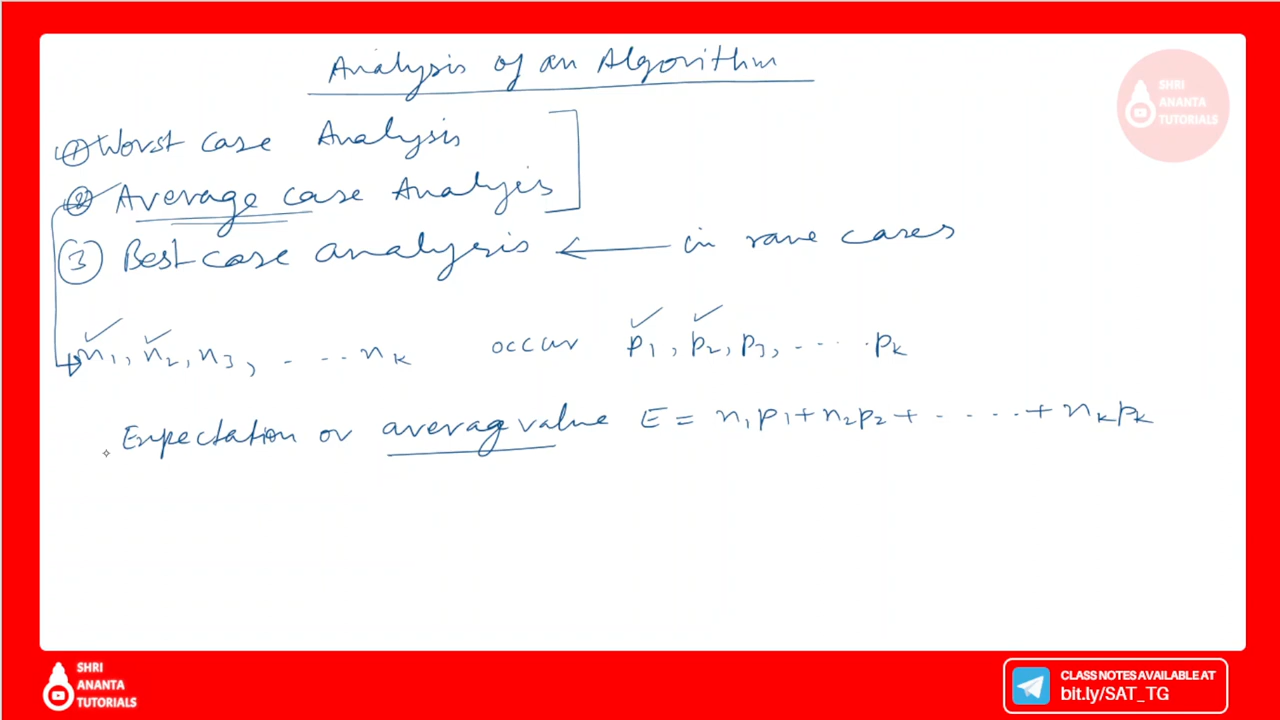 Analysis of an Algorithm
SHRI
ANANTA
TUTORIALS
① Worst case Analysis
② Average case Analysis
③ Best case analysis ← in rare cases
n1, n2, n3, ...... nk occur p1, p2, p3, ...... pk
Expectation or average value E = n1p1 + n2p2 + ...... + nkpk
SHRI
ANANTA
TUTORIALS
CLASS NOTES AVAILABLE AT
bit.ly/SAT_TG